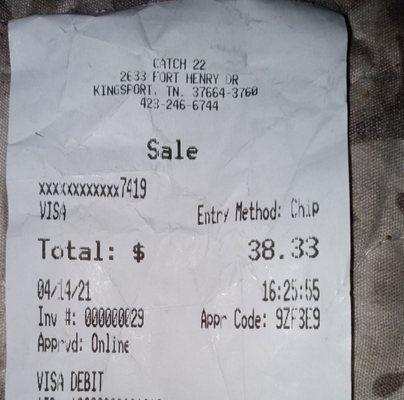 CATCH 22
2633 FORT HENRY DR
KINGSPORT, TN. 37664-3760
423-246-6744
Sale
xxxxxxxxxxxx7419
VISA Entry Method: Chip
Total: $ 38.33
04/14/21 16:25:55
Inv #: 000000029 Appr Code: 9ZF3E9
Apprvd: Online
VISA DEBIT